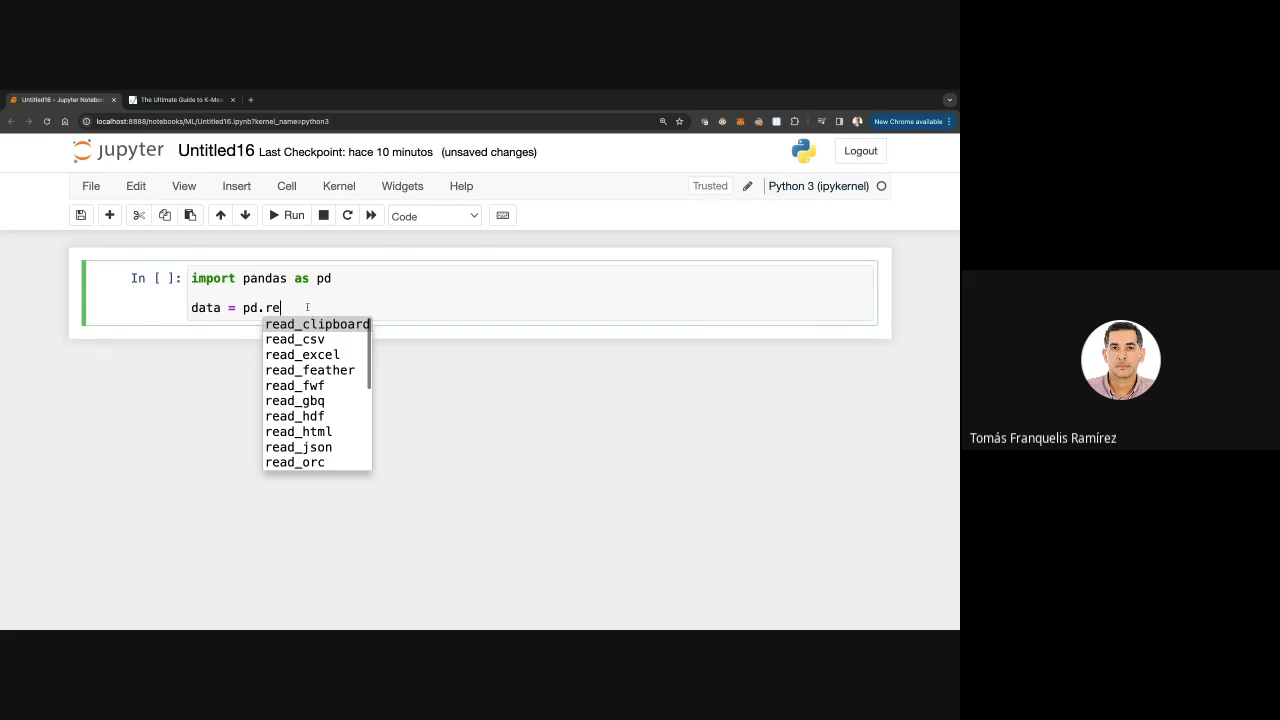 Untitled16 - Jupyter Noteboo
The Ultimate Guide to K-Mea
localhost:8888/notebooks/ML/Untitled16.ipynb?kernel_name=python3
New Chrome available
jupyter Untitled16 Last Checkpoint: hace 10 minutos (unsaved changes)
Logout
File Edit View Insert Cell Kernel Widgets Help
Trusted
Python 3 (ipykernel)
Run
Code
In [ ]: import pandas as pd
data = pd.re
read_clipboard
read_csv
read_excel
read_feather
read_fwf
read_gbq
read_hdf
read_html
read_json
read_orc
Tomás Franquelis Ramírez